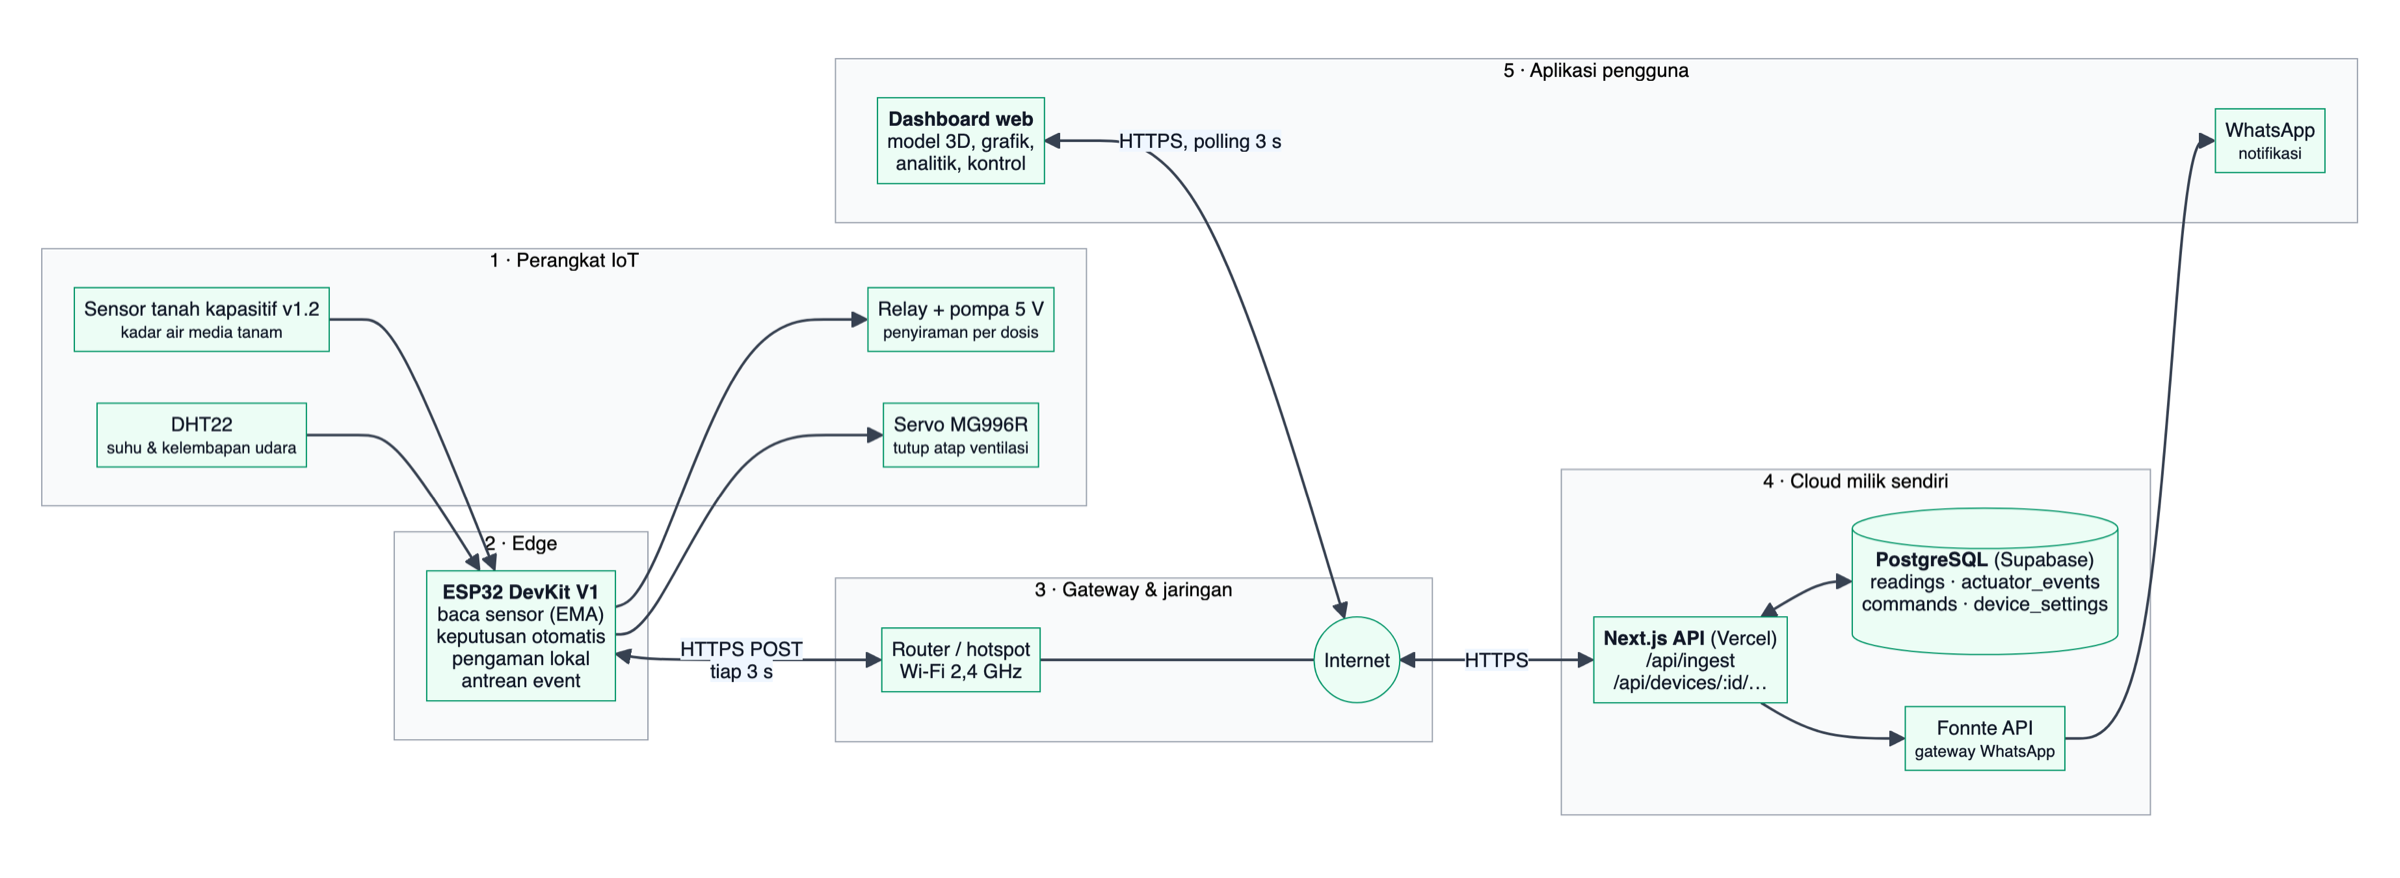 5 · Aplikasi pengguna
Dashboard web
model 3D, grafik,
analitik, kontrol
HTTPS, polling 3 s
WhatsApp
notifikasi
1 · Perangkat IoT
Sensor tanah kapasitif v1.2
kadar air media tanam
Relay + pompa 5 V
penyiraman per dosis
DHT22
suhu & kelembapan udara
Servo MG996R
tutup atap ventilasi
2 · Edge
ESP32 DevKit V1
baca sensor (EMA)
keputusan otomatis
pengaman lokal
antrean event
HTTPS POST
tiap 3 s
3 · Gateway & jaringan
Router / hotspot
Wi-Fi 2,4 GHz
Internet
HTTPS
4 · Cloud milik sendiri
PostgreSQL (Supabase)
readings · actuator_events
commands · device_settings
Next.js API (Vercel)
/api/ingest
/api/devices/:id/…
Fonnte API
gateway WhatsApp